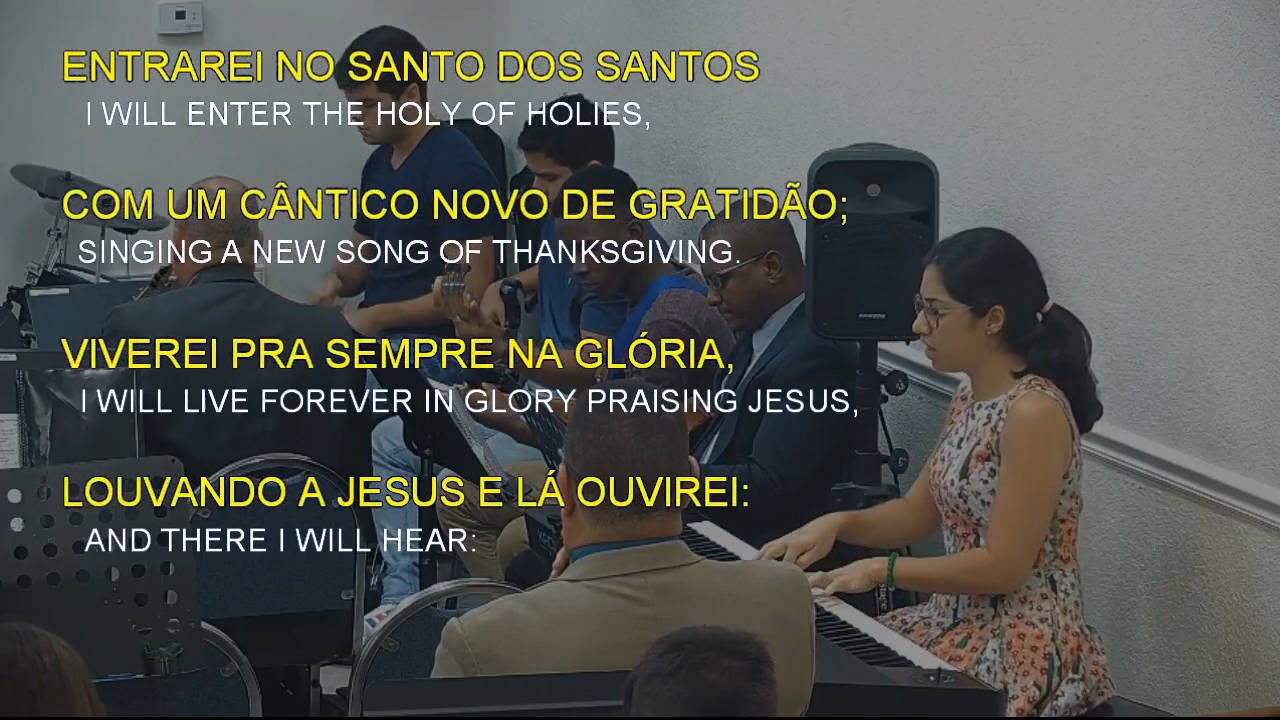 ENTRAREI NO SANTO DOS SANTOS
I WILL ENTER THE HOLY OF HOLIES,
COM UM CÂNTICO NOVO DE GRATIDÃO;
SINGING A NEW SONG OF THANKSGIVING.
VIVEREI PRA SEMPRE NA GLÓRIA,
I WILL LIVE FOREVER IN GLORY PRAISING JESUS,
LOUVANDO A JESUS E LÁ OUVIREI:
AND THERE I WILL HEAR:
SAMSON